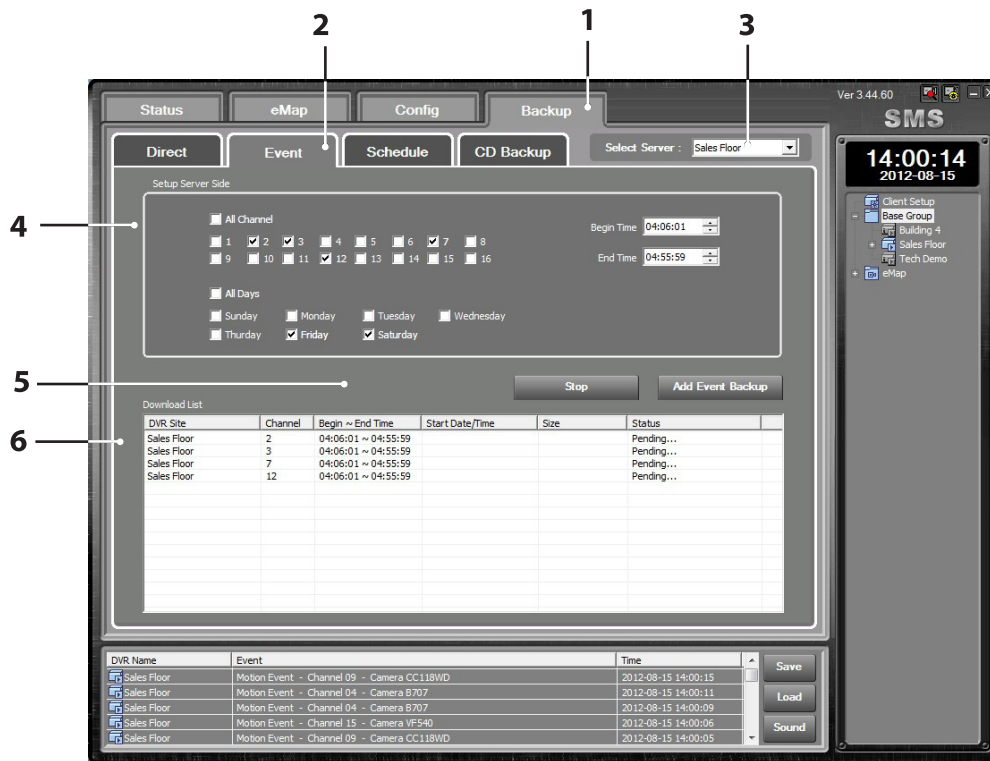 2
1
3
Status
eMap
Config
Backup
Ver 3.44.60
SMS
Direct
Event
Schedule
CD Backup
Select Server :
Sales Floor
14:00:14
2012-08-15
Setup Server Side
4
All Channel
1 2 3 4 5 6 7 8
9 10 11 12 13 14 15 16
Begin Time 04:06:01
End Time 04:55:59
All Days
Sunday Monday Tuesday Wednesday
Thurday Friday Saturday
Client Setup
Base Group
Building 4
Sales Floor
Tech Demo
eMap
5
Stop
Add Event Backup
Download List
6
DVR Site Channel Begin ~ End Time Start Date/Time Size Status
Sales Floor 2 04:06:01 ~ 04:55:59 Pending...
Sales Floor 3 04:06:01 ~ 04:55:59 Pending...
Sales Floor 7 04:06:01 ~ 04:55:59 Pending...
Sales Floor 12 04:06:01 ~ 04:55:59 Pending...
DVR Name Event Time
Sales Floor Motion Event - Channel 09 - Camera CC118WD 2012-08-15 14:00:15
Sales Floor Motion Event - Channel 04 - Camera B707 2012-08-15 14:00:11
Sales Floor Motion Event - Channel 04 - Camera B707 2012-08-15 14:00:09
Sales Floor Motion Event - Channel 15 - Camera VF540 2012-08-15 14:00:06
Sales Floor Motion Event - Channel 09 - Camera CC118WD 2012-08-15 14:00:05
Save
Load
Sound